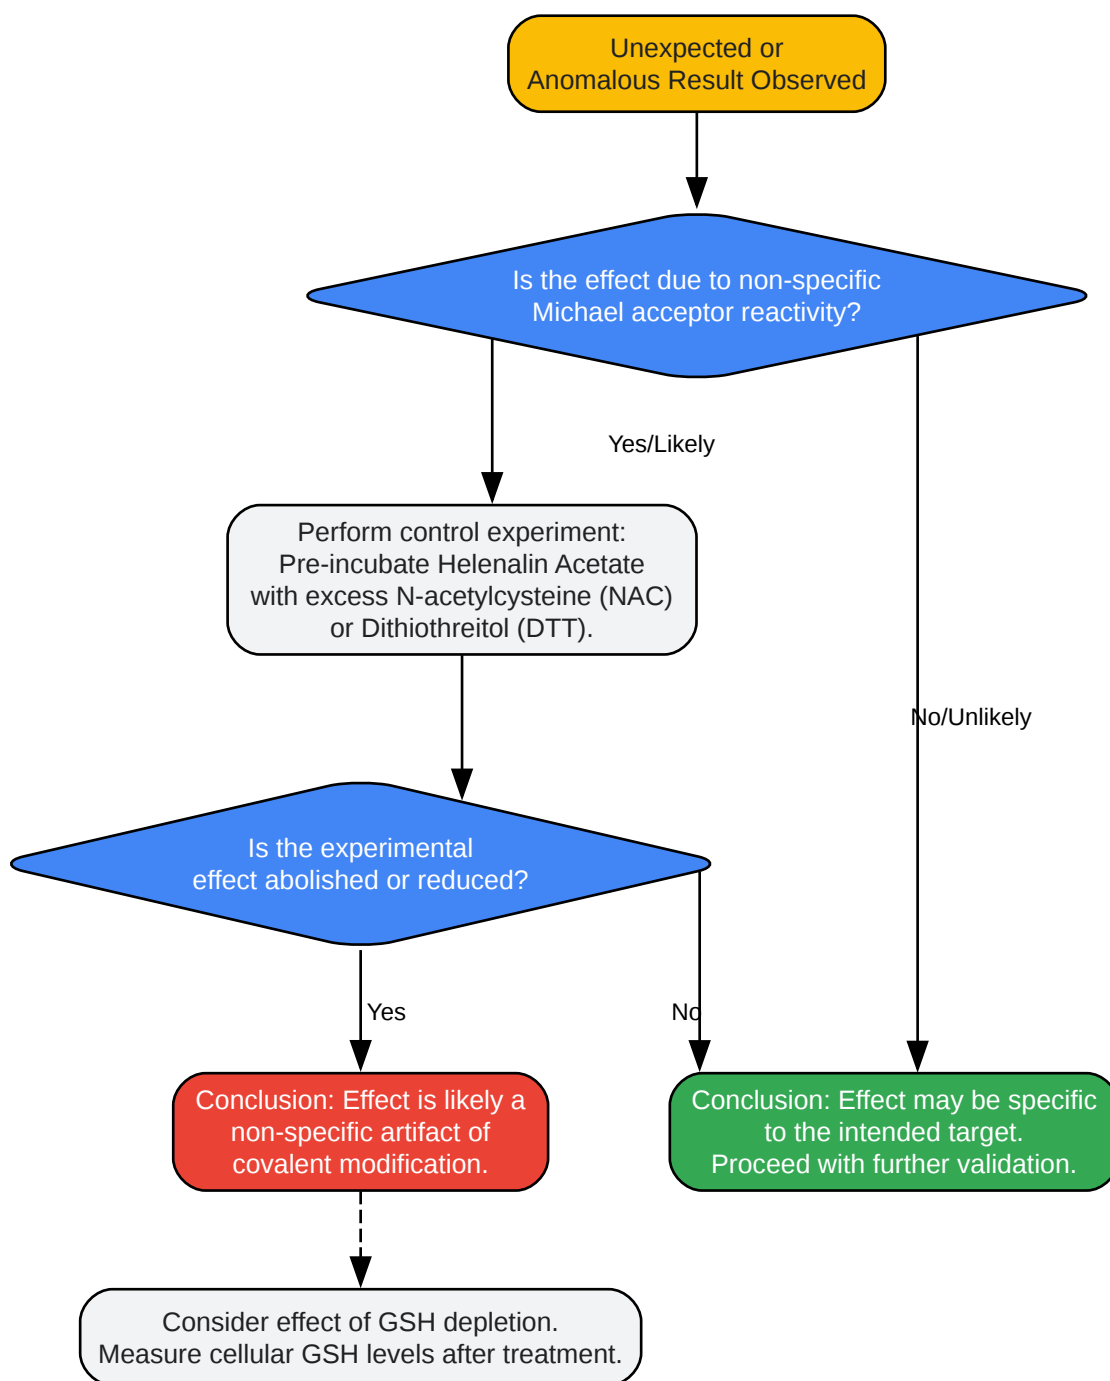 Unexpected or
Anomalous Result Observed
Is the effect due to non-specific
Michael acceptor reactivity?
Yes/Likely
Perform control experiment:
Pre-incubate Helenalin Acetate
with excess N-acetylcysteine (NAC)
or Dithiothreitol (DTT).
No/Unlikely
Is the experimental
effect abolished or reduced?
Yes
No
Conclusion: Effect is likely a
non-specific artifact of
covalent modification.
Conclusion: Effect may be specific
to the intended target.
Proceed with further validation.
Consider effect of GSH depletion.
Measure cellular GSH levels after treatment.